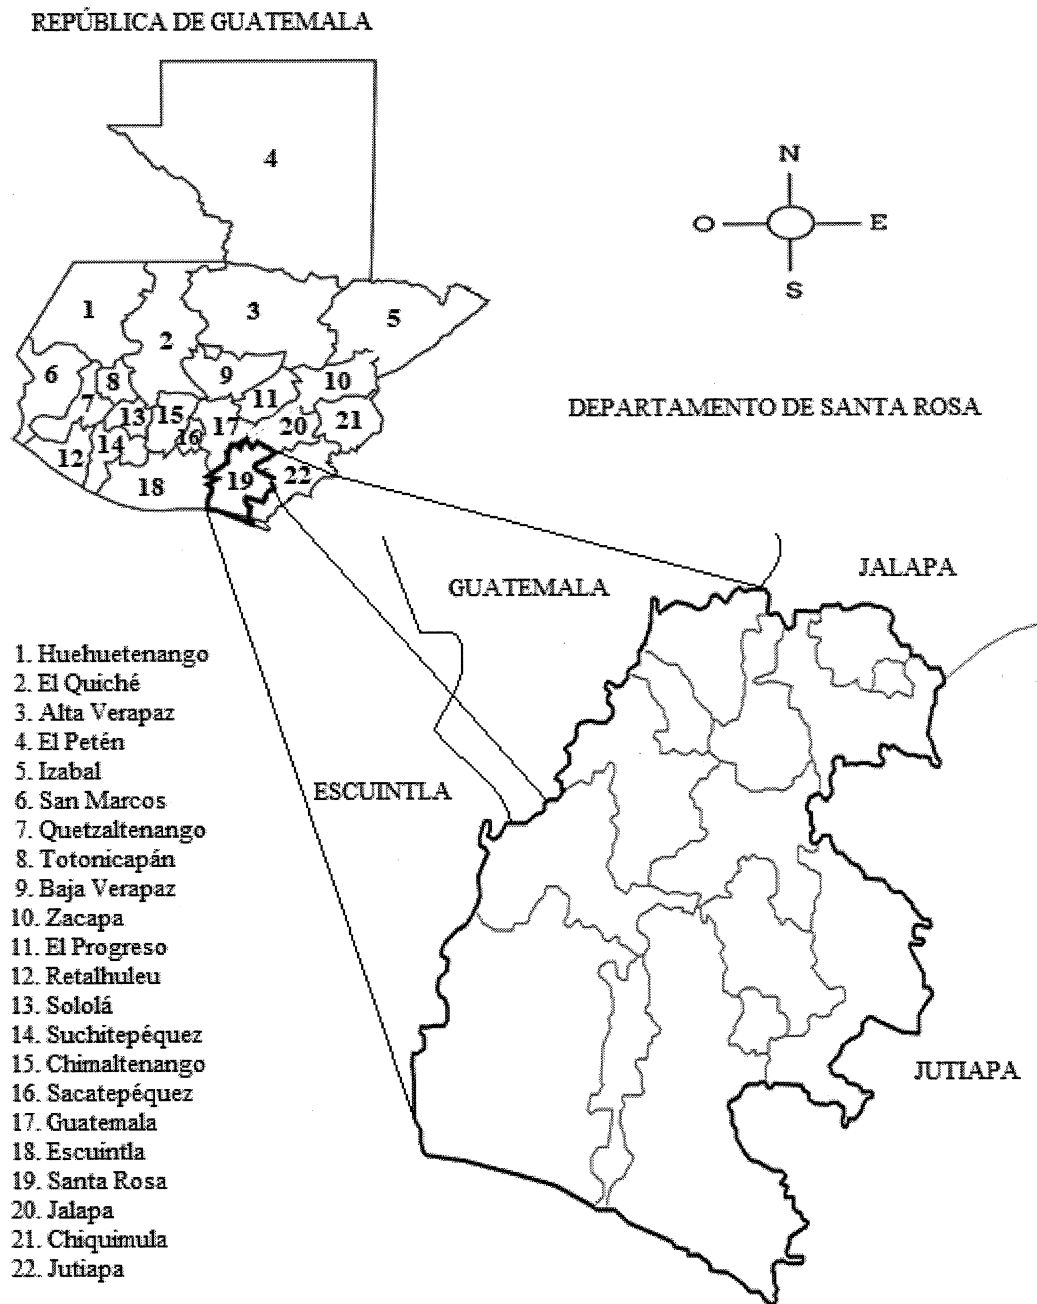 REPÚBLICA DE GUATEMALA
4
N
O
E
S
1
2
3
5
6
7
8
9
10
11
12
13
14
15
16
17
18
19
20
21
22
DEPARTAMENTO DE SANTA ROSA
GUATEMALA
JALAPA
ESCUINTLA
JUTIAPA
1. Huehuetenango
2. El Quiché
3. Alta Verapaz
4. El Petén
5. Izabal
6. San Marcos
7. Quetzaltenango
8. Totonicapán
9. Baja Verapaz
10. Zacapa
11. El Progreso
12. Retalhuleu
13. Sololá
14. Suchitepéquez
15. Chimaltenango
16. Sacatepéquez
17. Guatemala
18. Escuintla
19. Santa Rosa
20. Jalapa
21. Chiquimula
22. Jutiapa